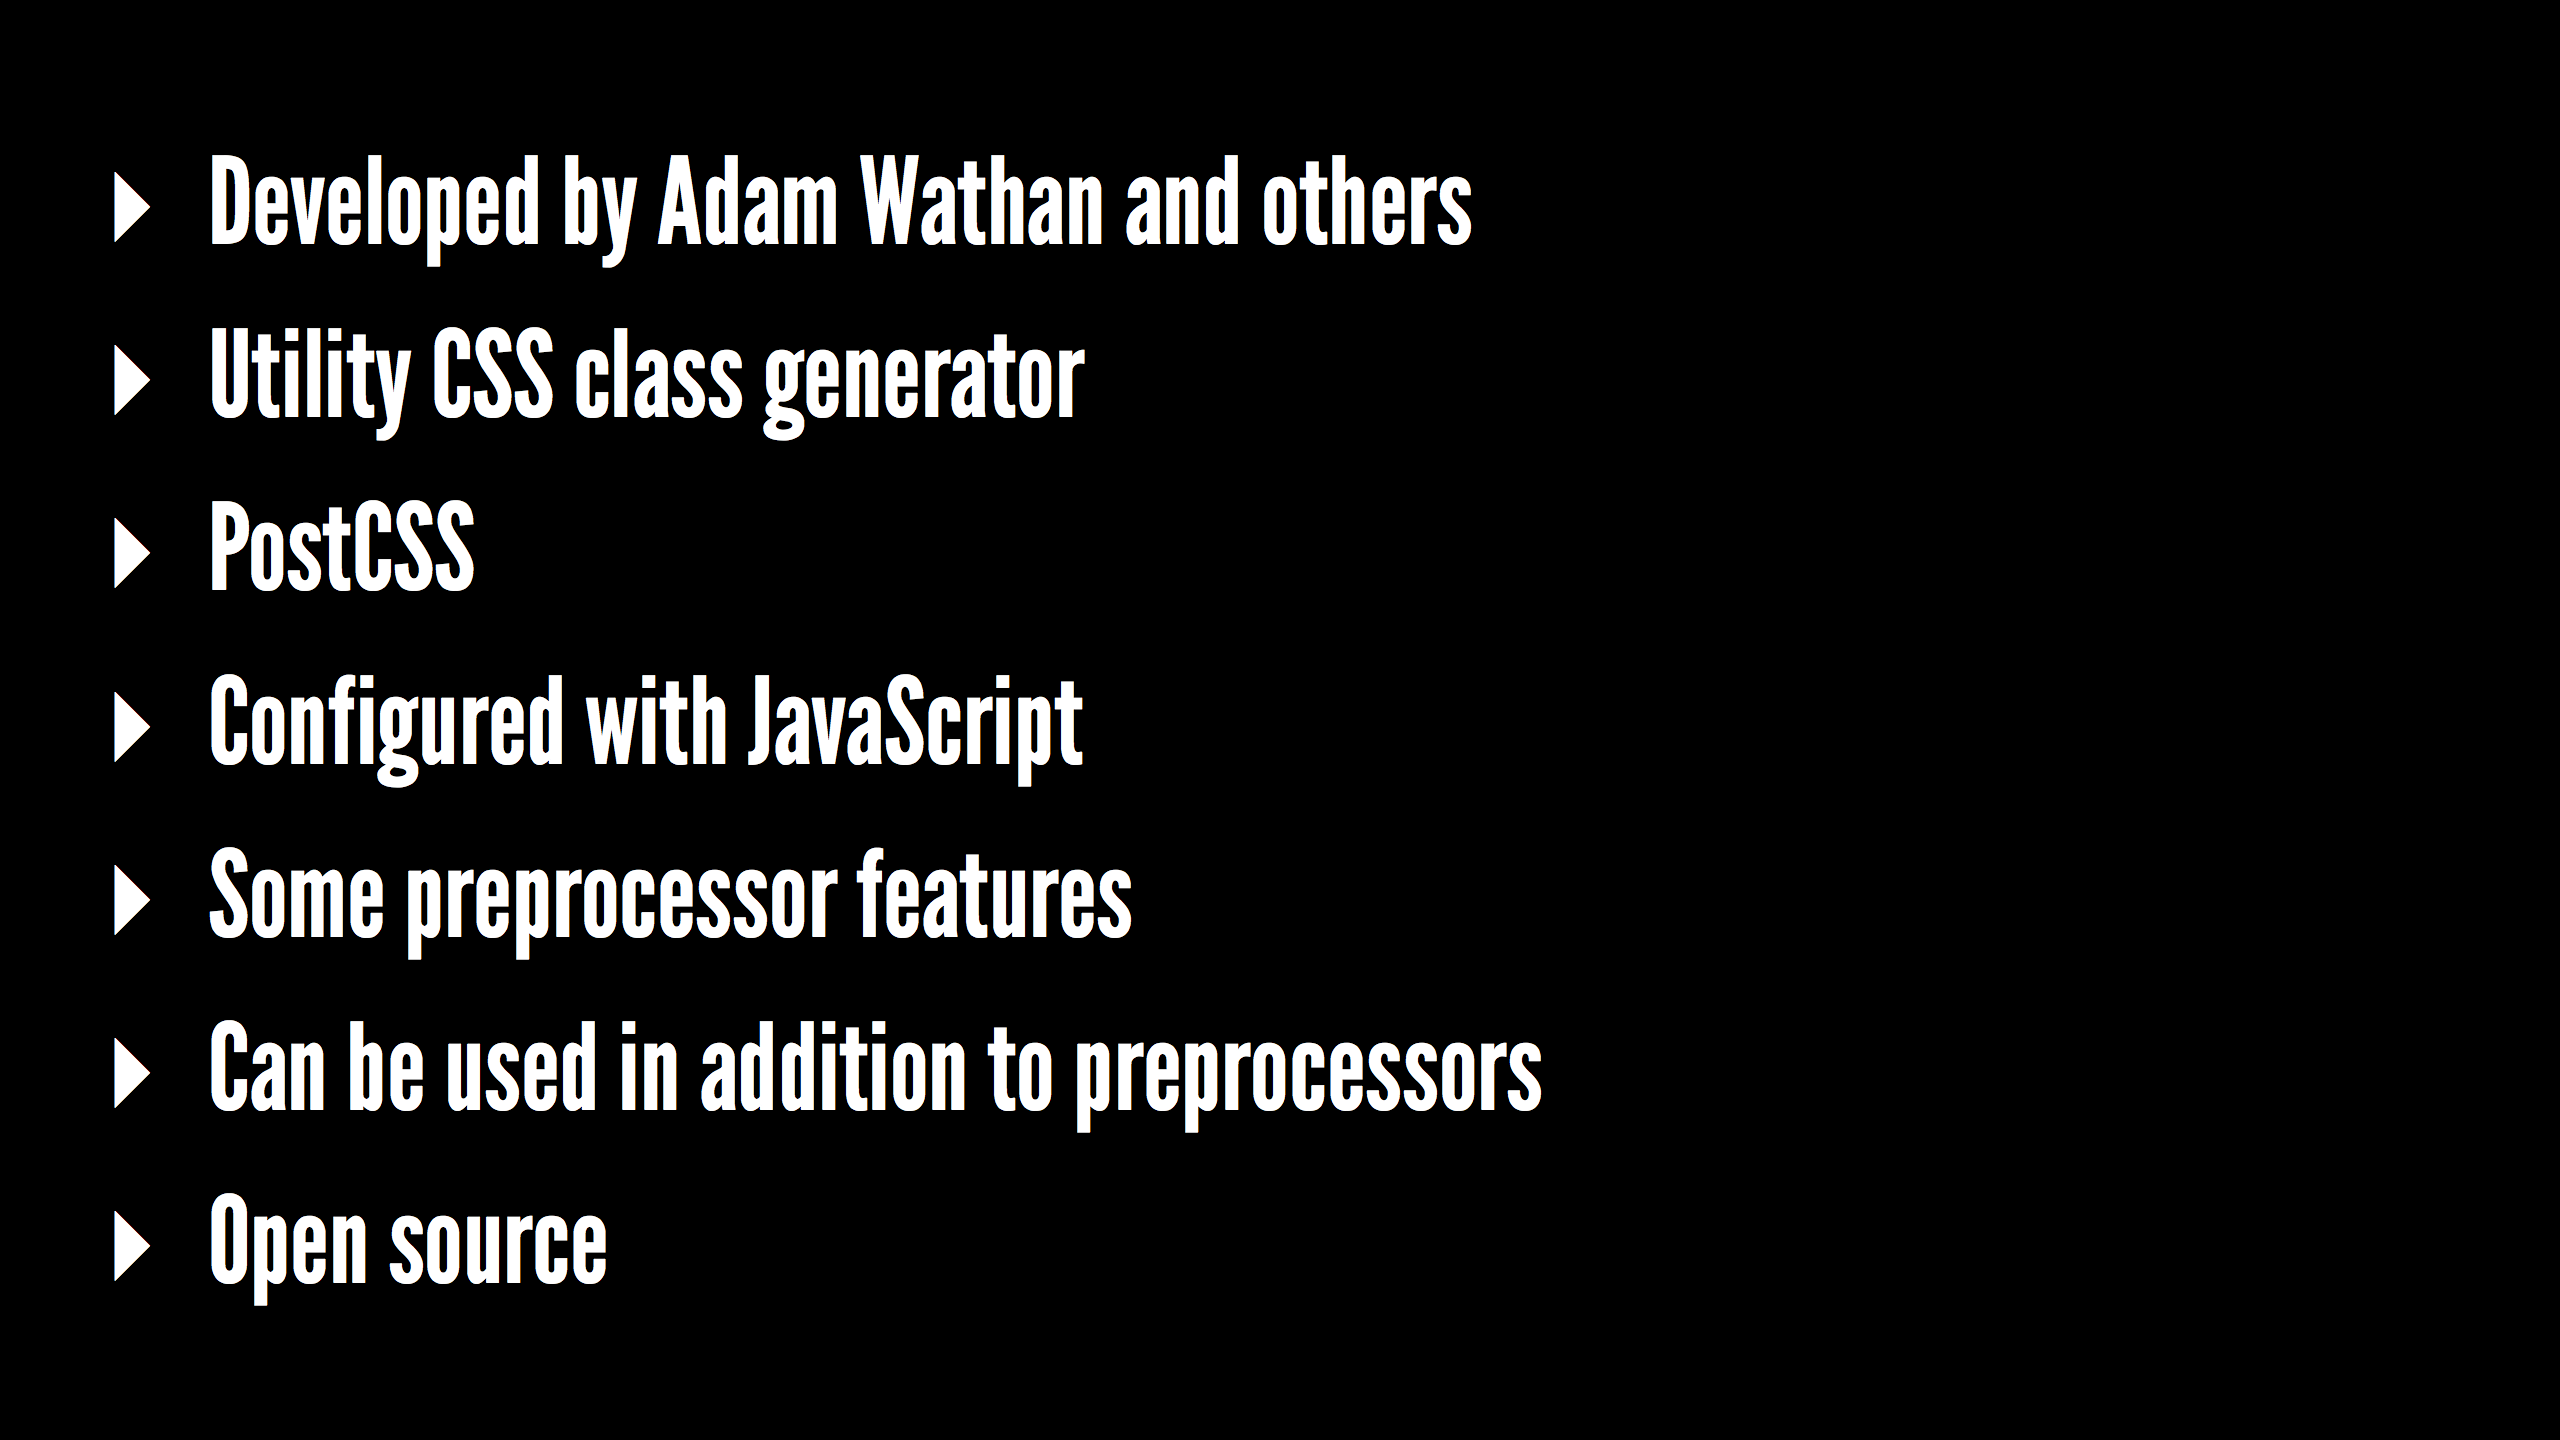 Developed by Adam Wathan and others
Utility CSS class generator
PostCSS
Configured with JavaScript
Some preprocessor features
Can be used in addition to preprocessors
Open source